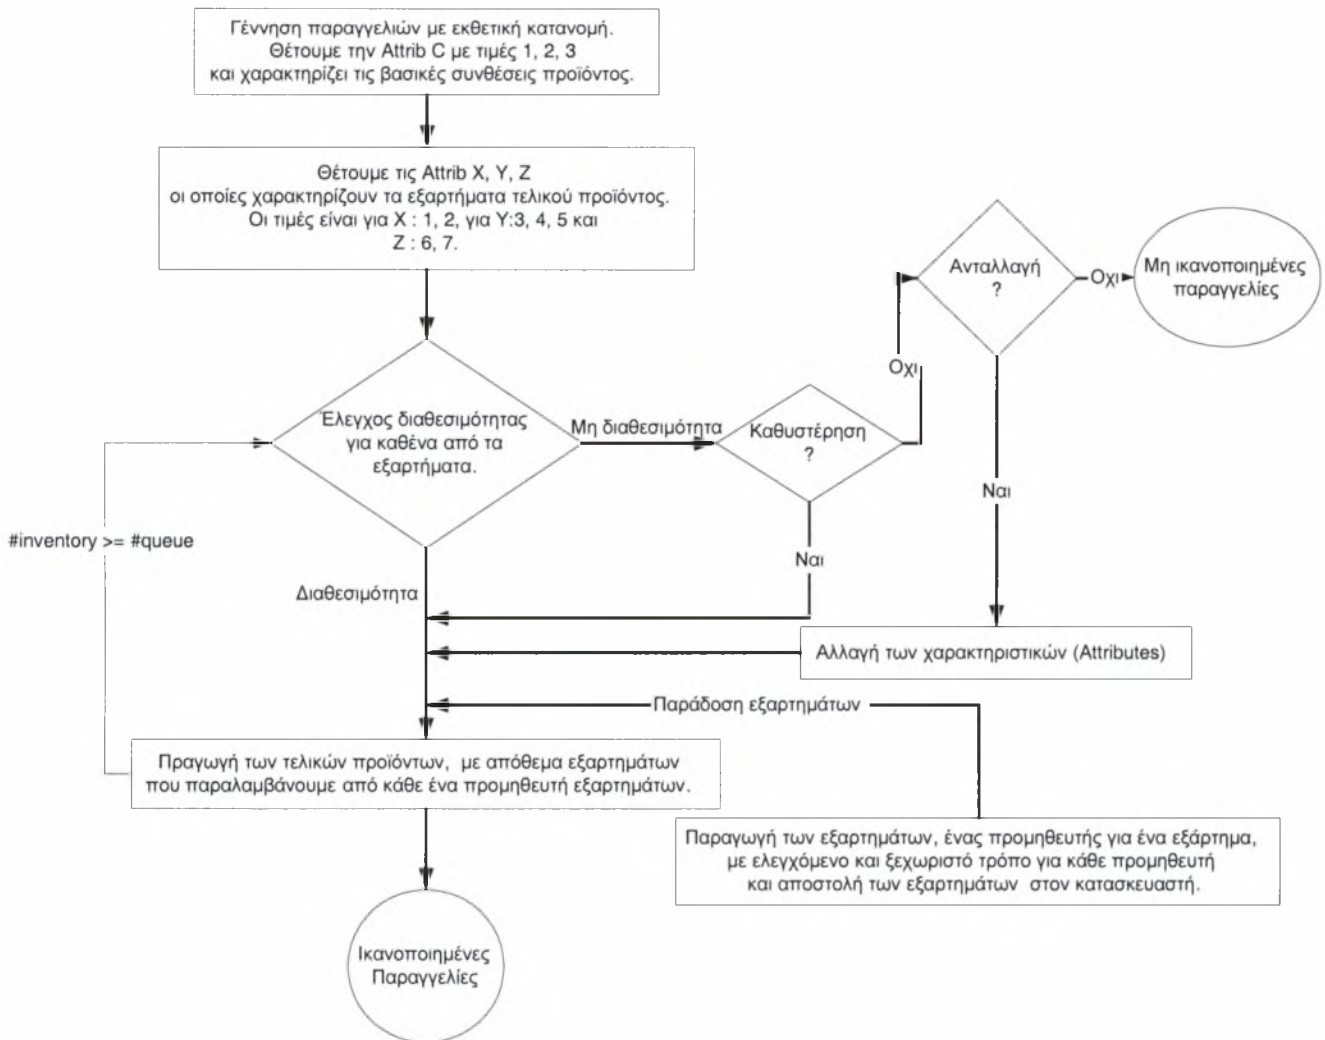 Γέννηση παραγγελιών με εκθετική κατανομή.
Θέτουμε την Attrib C με τιμές 1, 2, 3
και χαρακτηρίζει τις βασικές συνθέσεις προϊόντος.
Θέτουμε τις Attrib X, Y, Z
οι οποίες χαρακτηρίζουν τα εξαρτήματα τελικού προϊόντος.
Οι τιμές είναι για X : 1, 2, για Y:3, 4, 5 και
Z : 6, 7.
Ανταλλαγή
?
Οχι
Μη ικανοποιημένες
παραγγελίες
Οχι
Έλεγχος διαθεσιμότητας
για καθένα από τα
εξαρτήματα.
Μη διαθεσιμότητα
Καθυστέρηση
?
Ναι
#inventory >= #queue
Ναι
Διαθεσιμότητα
Αλλαγή των χαρακτηριστικών (Attributes)
Παράδοση εξαρτημάτων
Πραγωγή των τελικών προϊόντων, με απόθεμα εξαρτημάτων
που παραλαμβάνουμε από κάθε ένα προμηθευτή εξαρτημάτων.
Παραγωγή των εξαρτημάτων, ένας προμηθευτής για ένα εξάρτημα,
με ελεγχόμενο και ξεχωριστό τρόπο για κάθε προμηθευτή
και αποστολή των εξαρτημάτων στον κατασκευαστή.
Ικανοποιημένες
Παραγγελίες